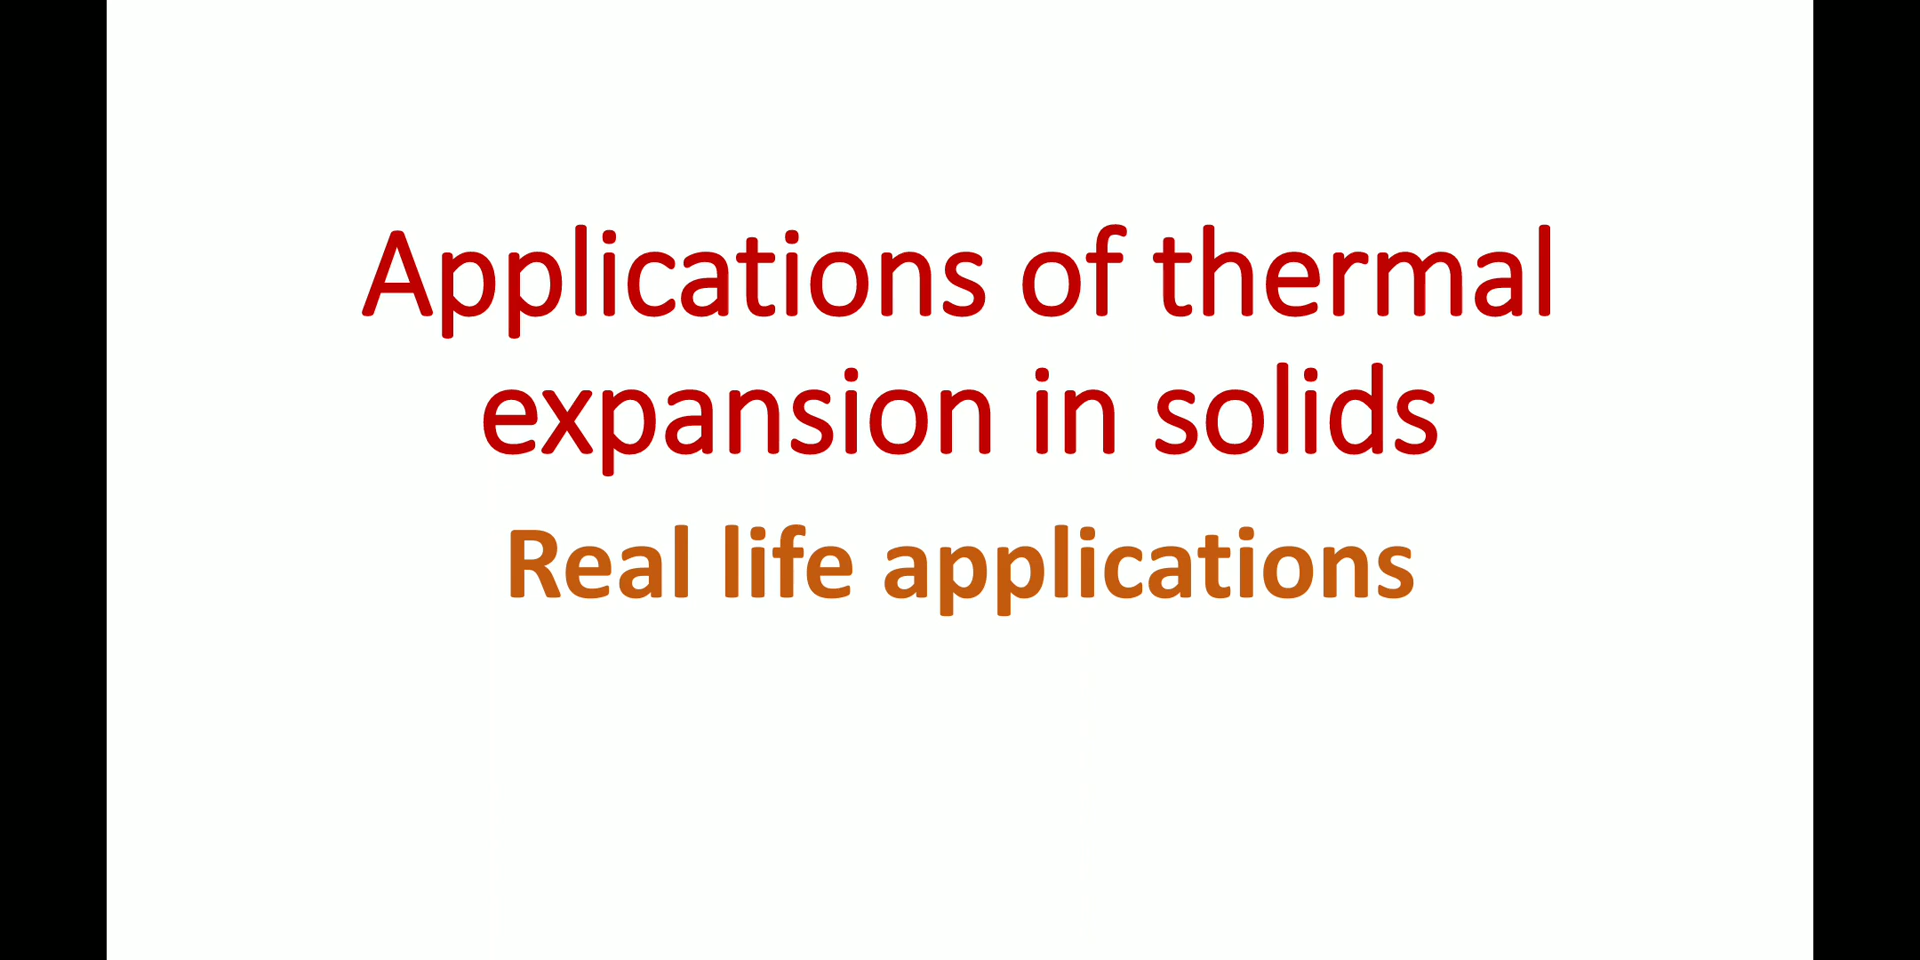 Applications of thermal
expansion in solids
Real life applications